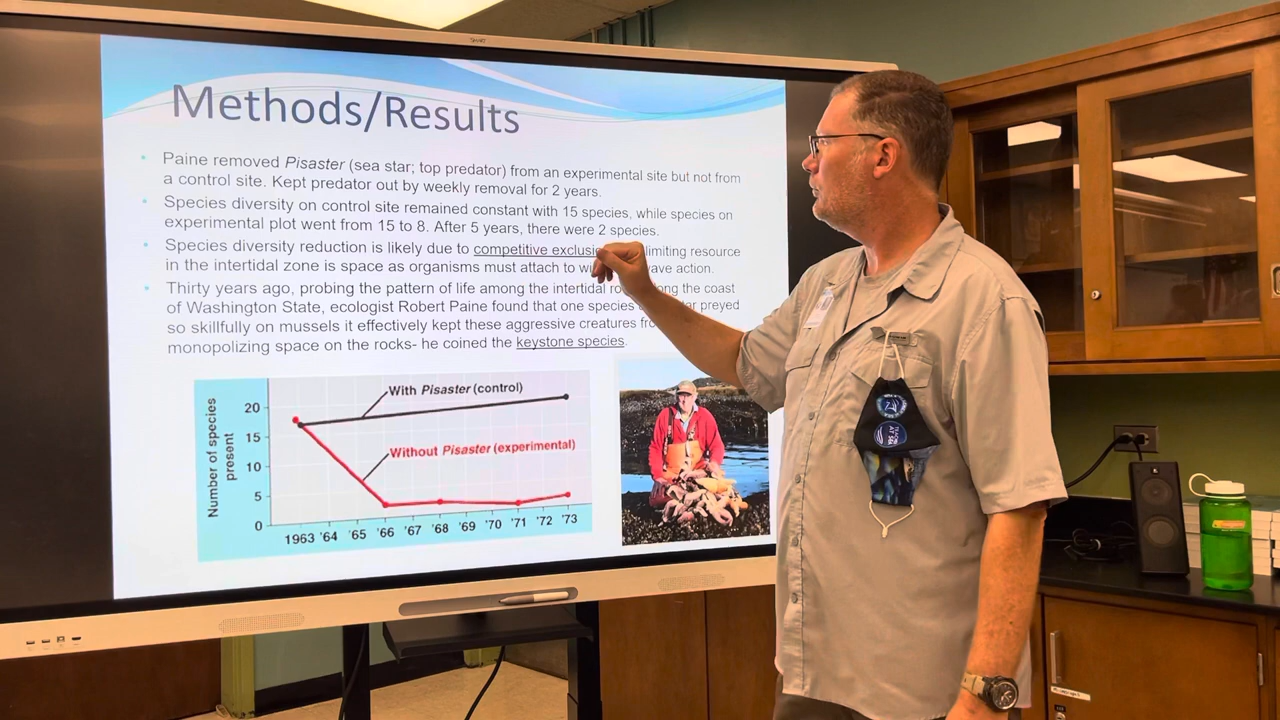 SMART
Methods/Results
Paine removed Pisaster (sea star; top predator) from an experimental site but not from
a control site. Kept predator out by weekly removal for 2 years.
Species diversity on control site remained constant with 15 species, while species on
experimental plot went from 15 to 8. After 5 years, there were 2 species.
Species diversity reduction is likely due to competitive limiting resource
in the intertidal zone is space as organisms must attach to action.
Thirty years ago, probing the pattern of life among the intertidal the coast
of Washington State, ecologist Robert Paine found that one species preyed
so skillfully on mussels it effectively kept these aggressive creatures
monopolizing space on the rocks- he coined the keystone species.
With Pisaster (control)
Without Pisaster (experimental)
Number of species
present
20
15
10
5
0
1963 '64 '65 '66 '67 '68 '69 '70 '71 '72 '73